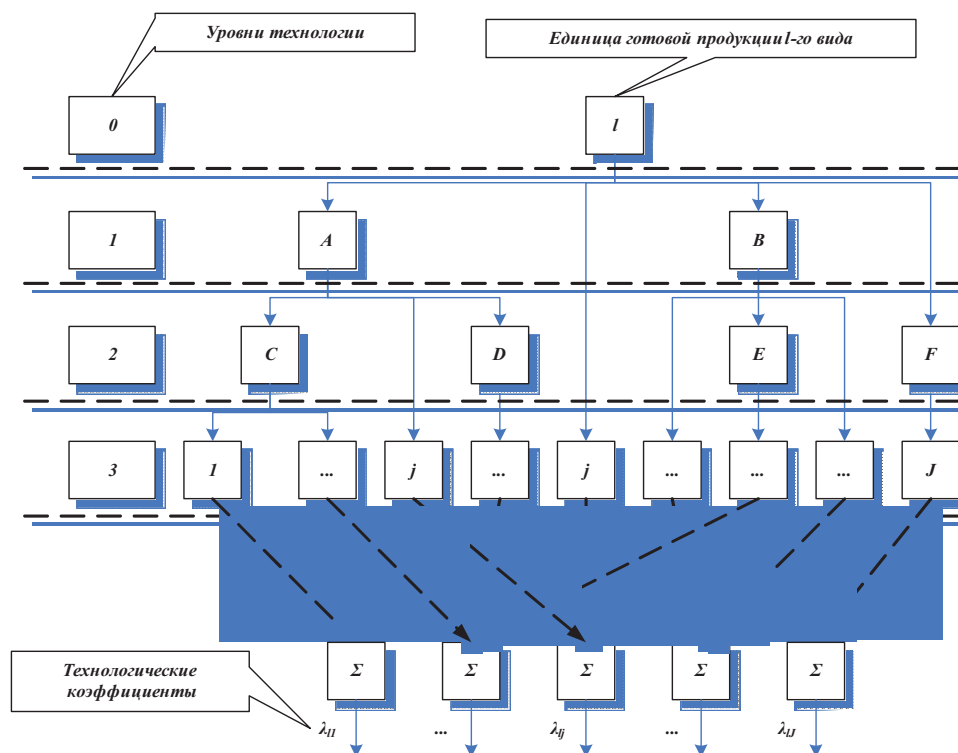 Уровни технологии
Единица готовой продукции l-го вида
0
l
1
A
B
2
C
D
E
F
3
1
...
j
...
j
...
...
...
J
Σ
Σ
Σ
Σ
Σ
Технологические
коэффициенты
λl1
...
λlj
...
λlJ